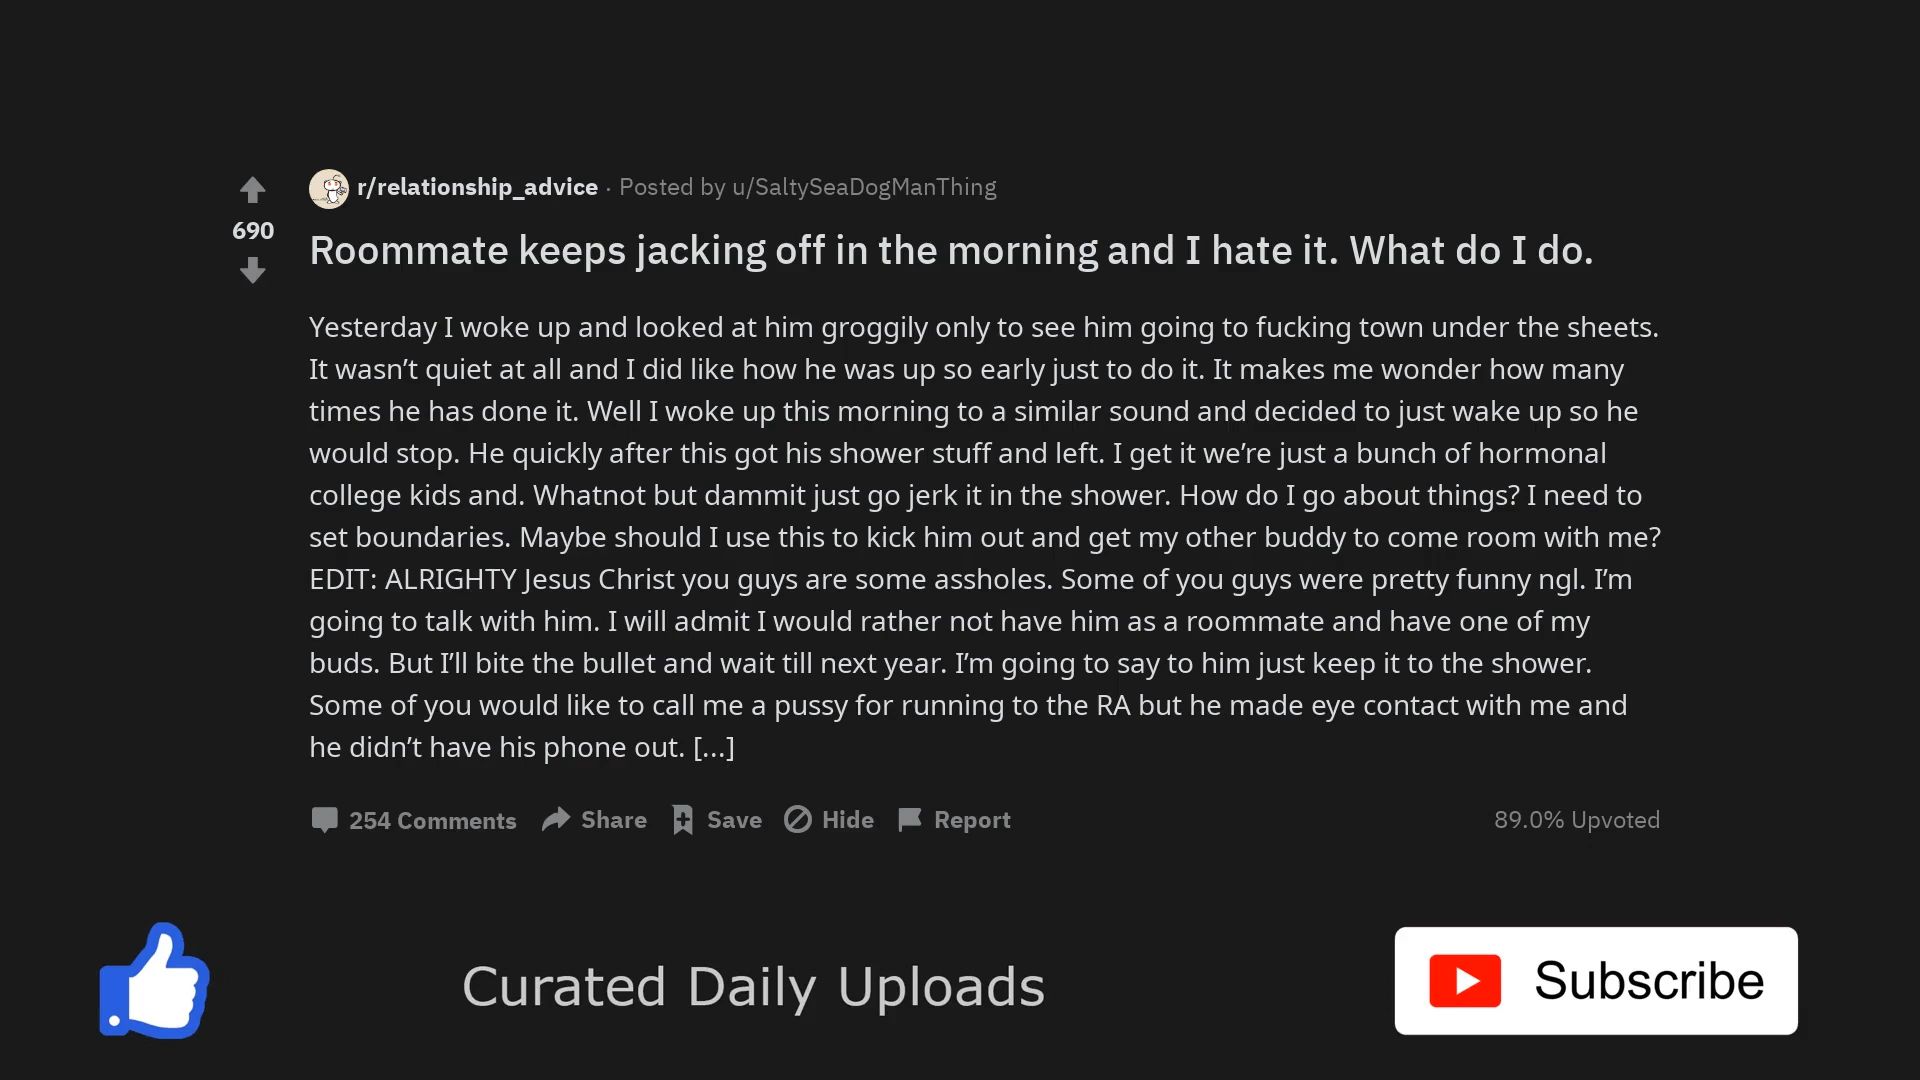 r/relationship_advice · Posted by u/SaltySeaDogManThing
690
Roommate keeps jacking off in the morning and I hate it. What do I do.
Yesterday I woke up and looked at him groggily only to see him going to fucking town under the sheets.
It wasn’t quiet at all and I did like how he was up so early just to do it. It makes me wonder how many
times he has done it. Well I woke up this morning to a similar sound and decided to just wake up so he
would stop. He quickly after this got his shower stuff and left. I get it we’re just a bunch of hormonal
college kids and. Whatnot but dammit just go jerk it in the shower. How do I go about things? I need to
set boundaries. Maybe should I use this to kick him out and get my other buddy to come room with me?
EDIT: ALRIGHTY Jesus Christ you guys are some assholes. Some of you guys were pretty funny ngl. I’m
going to talk with him. I will admit I would rather not have him as a roommate and have one of my
buds. But I’ll bite the bullet and wait till next year. I’m going to say to him just keep it to the shower.
Some of you would like to call me a pussy for running to the RA but he made eye contact with me and
he didn’t have his phone out. [...]
254 Comments Share Save Hide Report 89.0% Upvoted
Curated Daily Uploads
Subscribe